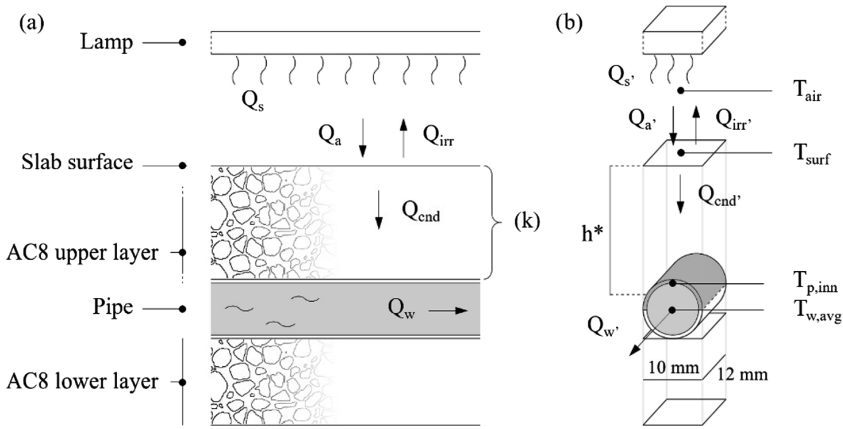 (a)
Lamp
Qs
Qa
Qirr
Slab surface
Qcnd
(k)
AC8 upper layer
Pipe
Qw
AC8 lower layer
(b)
Qs'
Tair
Qa'
Qirr'
Tsurf
Qcnd'
h*
Tp,inn
Tw,avg
Qw'
10 mm
12 mm